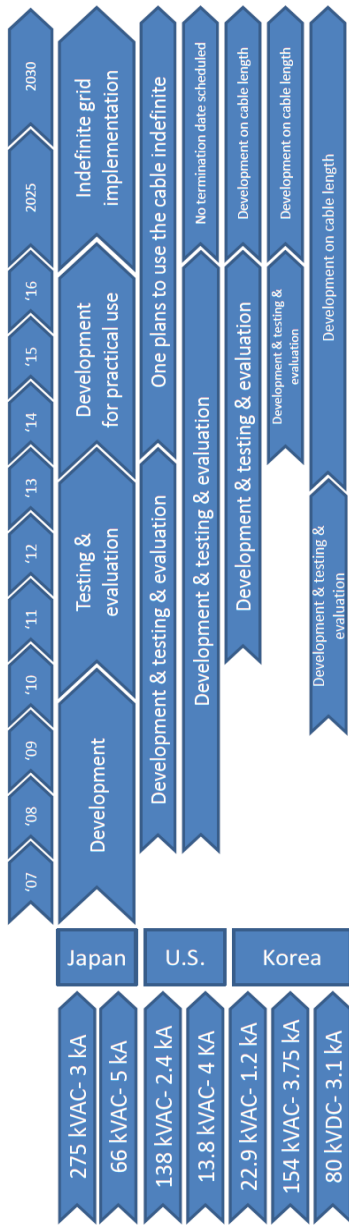 '07
'08
'09
'10
'11
'12
'13
'14
'15
'16
2025
2030
275 kVAC- 3 kA
66 kVAC- 5 kA
Japan
Development
Testing &
evaluation
Development
for practical use
Indefinite grid
implementation
138 kVAC- 2.4 kA
13.8 kVAC- 4 KA
U.S.
Development & testing & evaluation
One plans to use the cable indefinite
Development & testing & evaluation
No termination date scheduled
22.9 kVAC- 1.2 kA
154 kVAC- 3.75 kA
80 kVDC- 3.1 kA
Korea
Development & testing & evaluation
Development on cable length
Development & testing &
evaluation
Development on cable length
Development & testing &
evaluation
Development on cable length